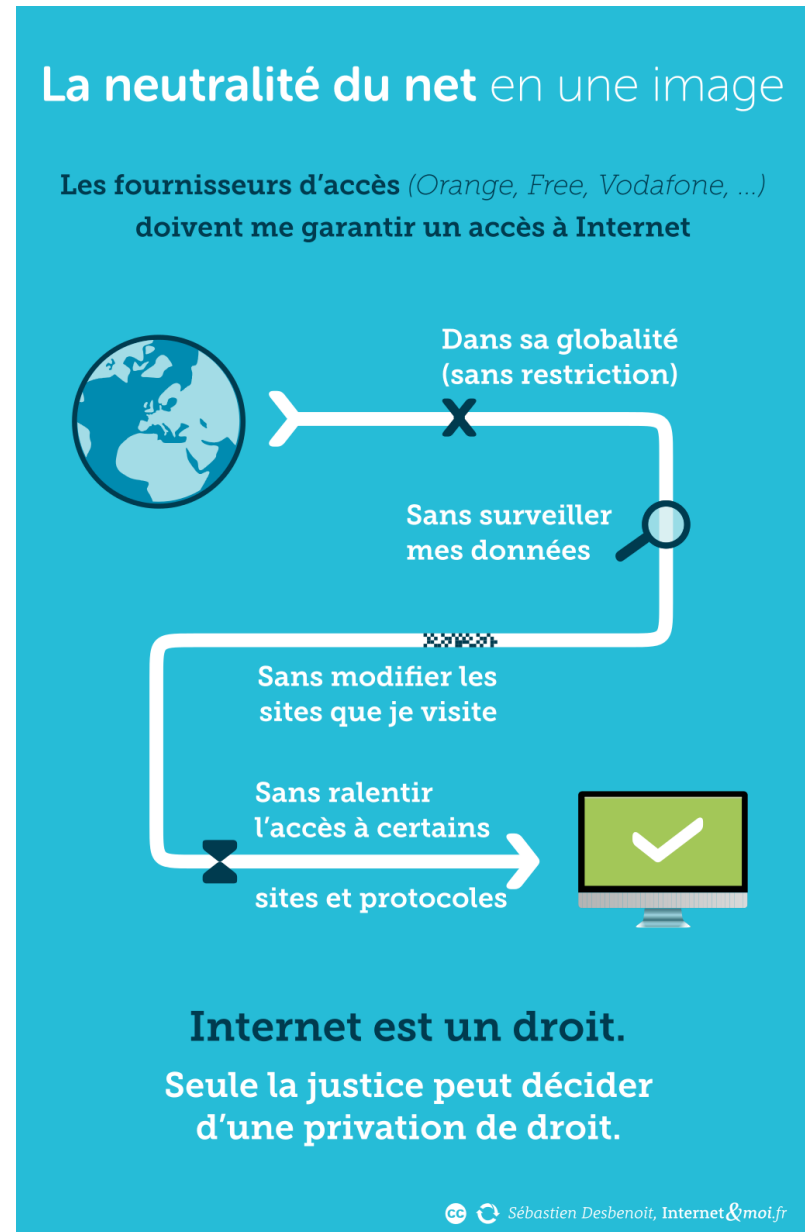 La neutralité du net en une image
Les fournisseurs d’accès (Orange, Free, Vodafone, ...)
doivent me garantir un accès à Internet
Dans sa globalité
(sans restriction)
Sans surveiller
mes données
Sans modifier les
sites que je visite
Sans ralentir
l’accès à certains
sites et protocoles
Internet est un droit.
Seule la justice peut décider
d’une privation de droit.
cc Sébastien Desbenoit, Internet&moi.fr